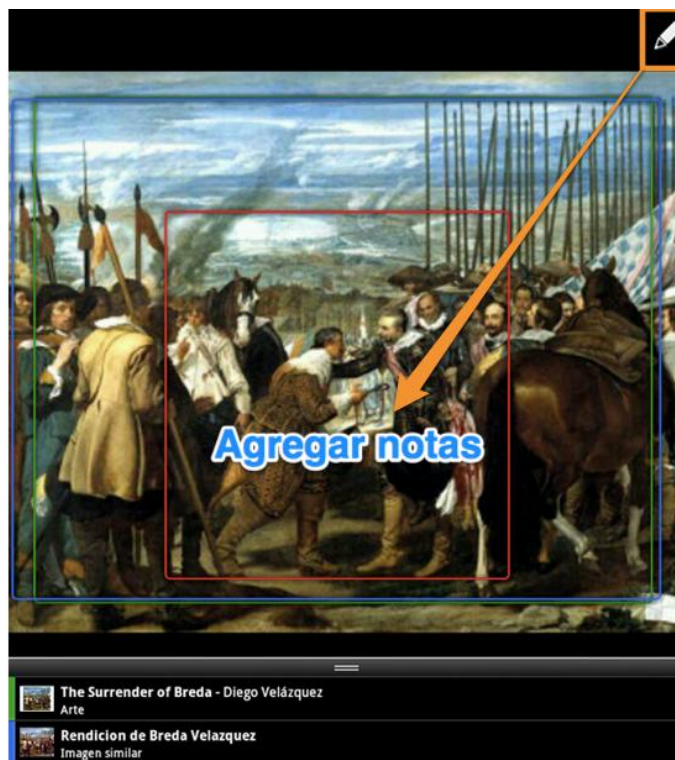 Agregar notas
The Surrender of Breda - Diego Velázquez
Arte
Rendicion de Breda Velazquez
Imagen similar